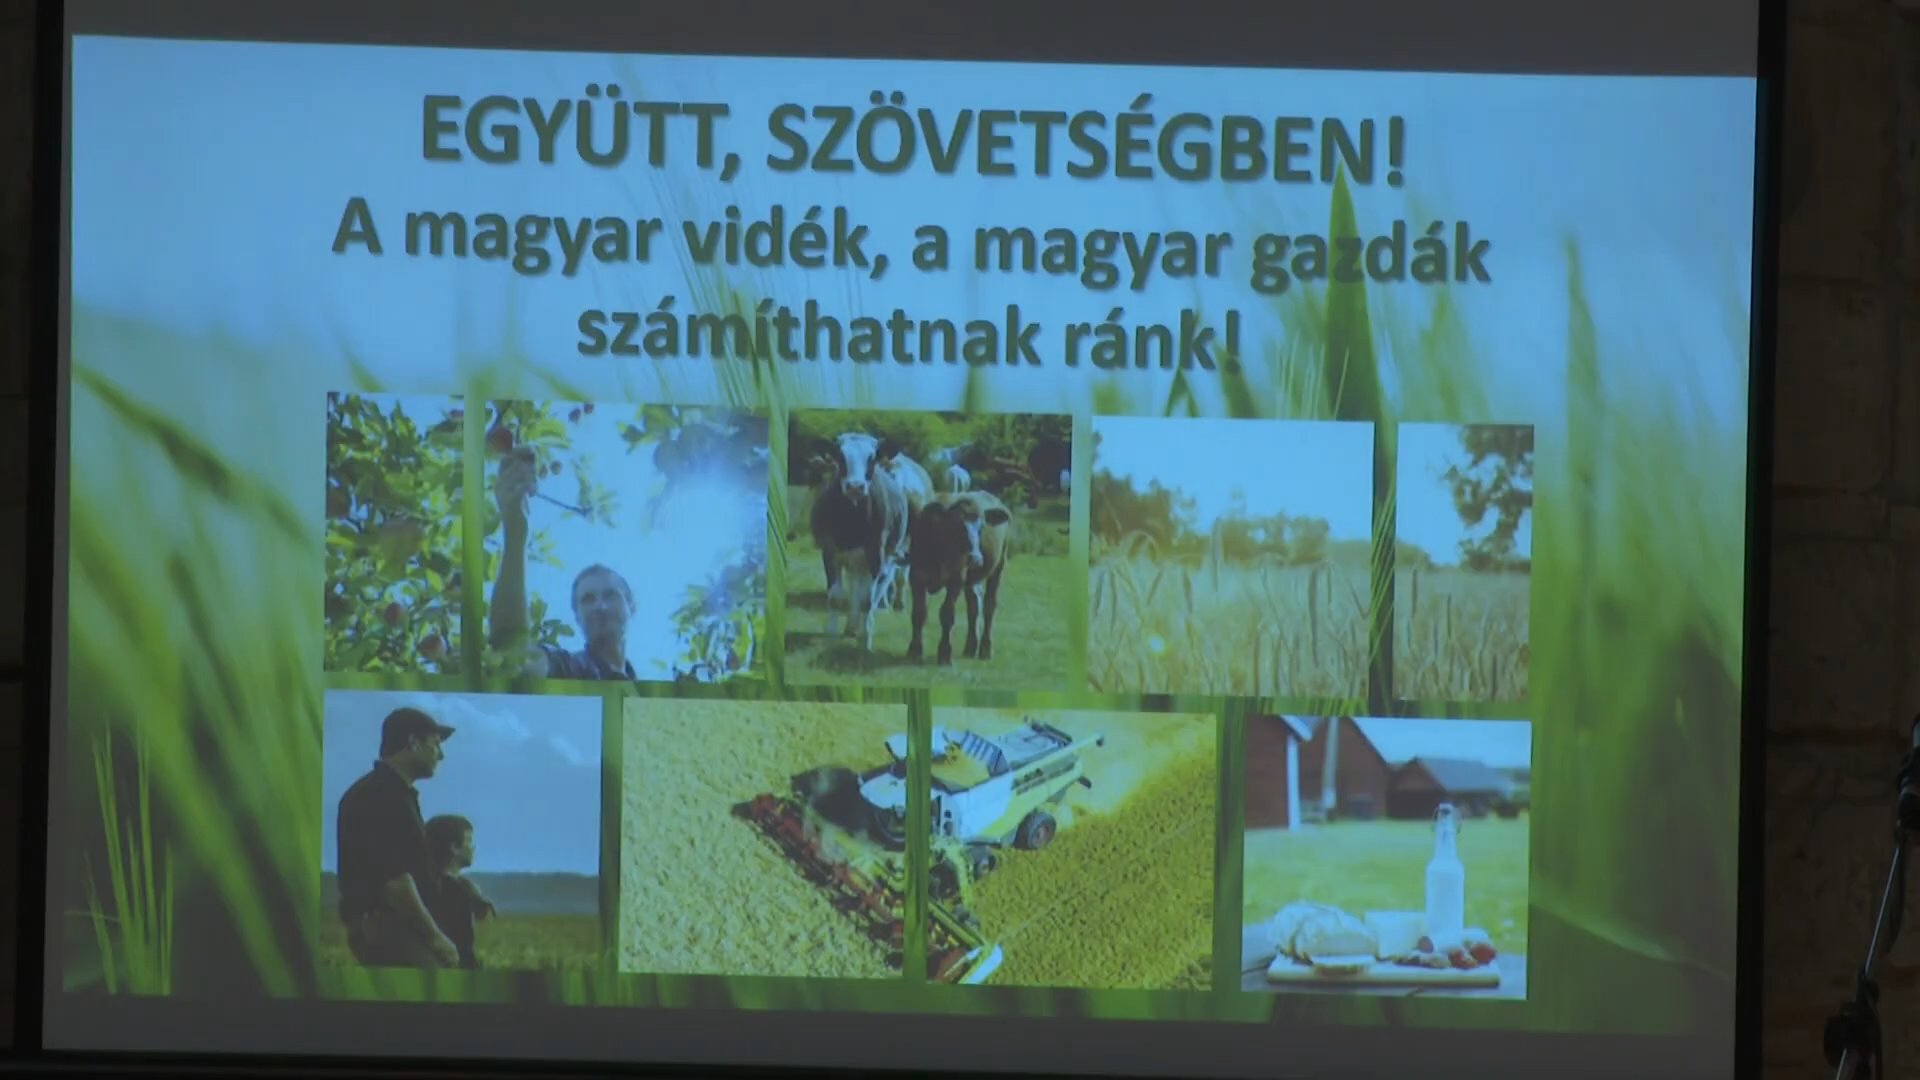 EGYÜTT, SZÖVETSÉGBEN!
A magyar vidék, a magyar gazdák
számíthatnak ránk!